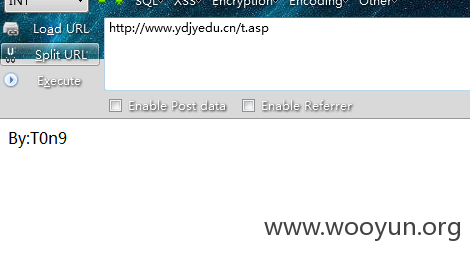 INT SQL XSS Encryption Encoding Other
Load URL http://www.ydjyedu.cn/t.asp
Split URL
Execute
Enable Post data Enable Referrer
By:T0n9
www.wooyun.org